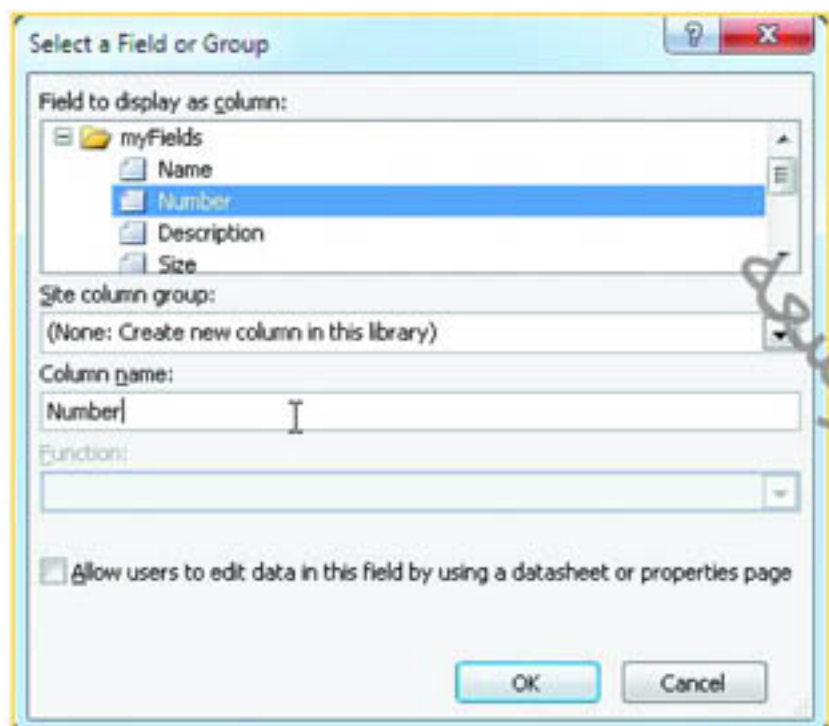 Select a Field or Group
Field to display as column:
myFields
Name
Number
Description
Size
Site column group:
(None: Create new column in this library)
Column name:
Number
Function:
Allow users to edit data in this field by using a datasheet or properties page
OK
Cancel